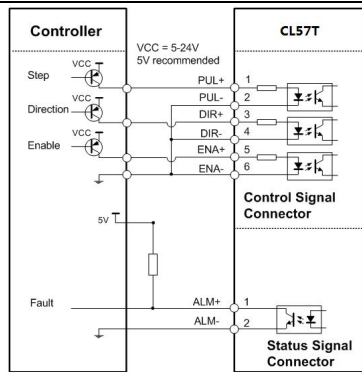 Controller
CL57T
VCC = 5-24V
5V recommended
VCC
Step
PUL+ 1
PUL- 2
VCC
Direction
DIR+ 3
DIR- 4
VCC
Enable
ENA+ 5
ENA- 6
Control Signal
Connector
5V
Fault
ALM+ 1
ALM- 2
Status Signal
Connector